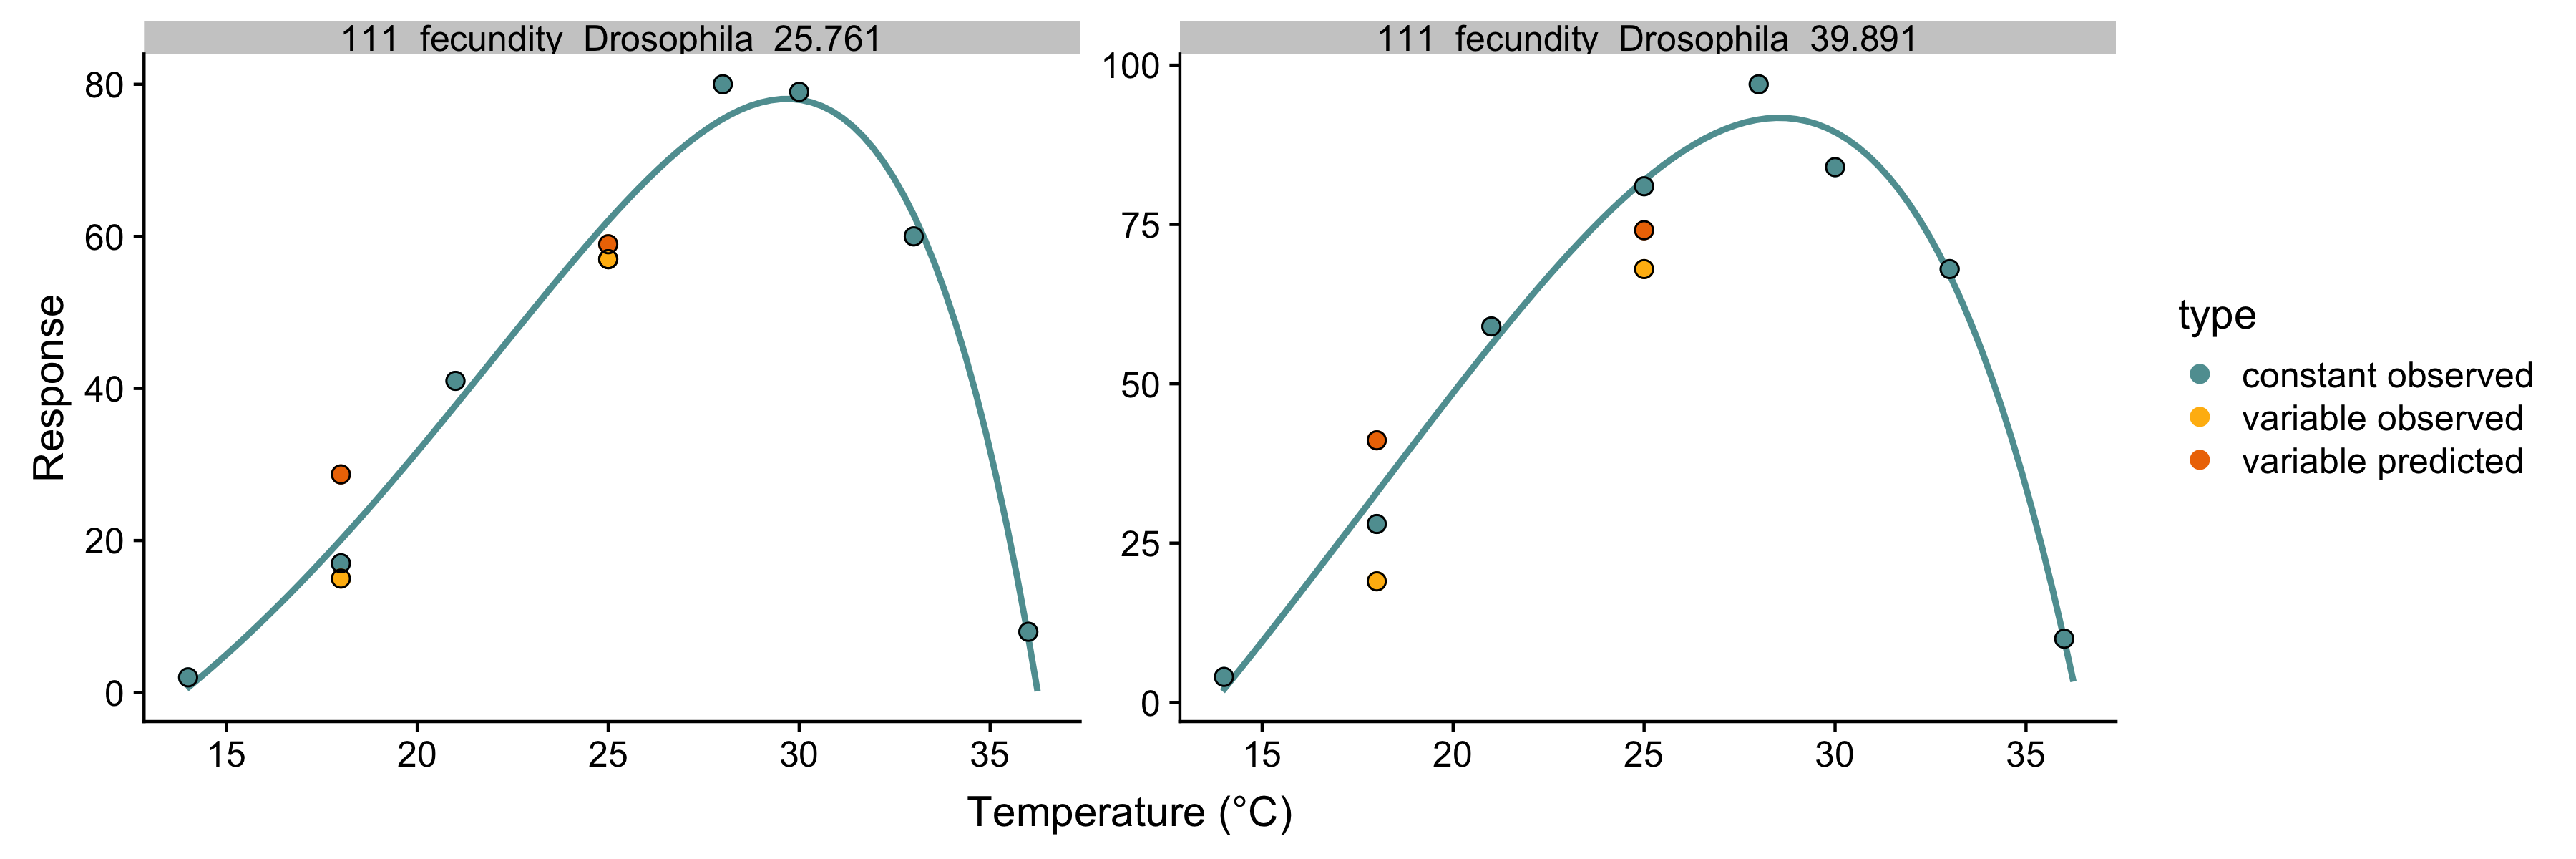 111 fecundity Drosophila 25.761
111 fecundity Drosophila 39.891
80
60
40
20
0
100
75
50
25
0
15 20 25 30 35
15 20 25 30 35
Response
Temperature (°C)
type
constant observed
variable observed
variable predicted